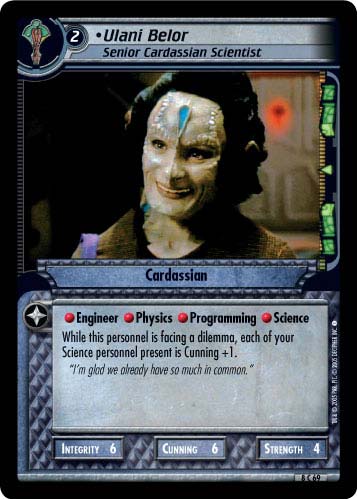 2
•Ulani Belor
Senior Cardassian Scientist
Cardassian
Engineer Physics Programming Science
While this personnel is facing a dilemma, each of your
Science personnel present is Cunning +1.
"I'm glad we already have so much in common."
INTEGRITY 6 CUNNING 6 STRENGTH 4
8 C 69